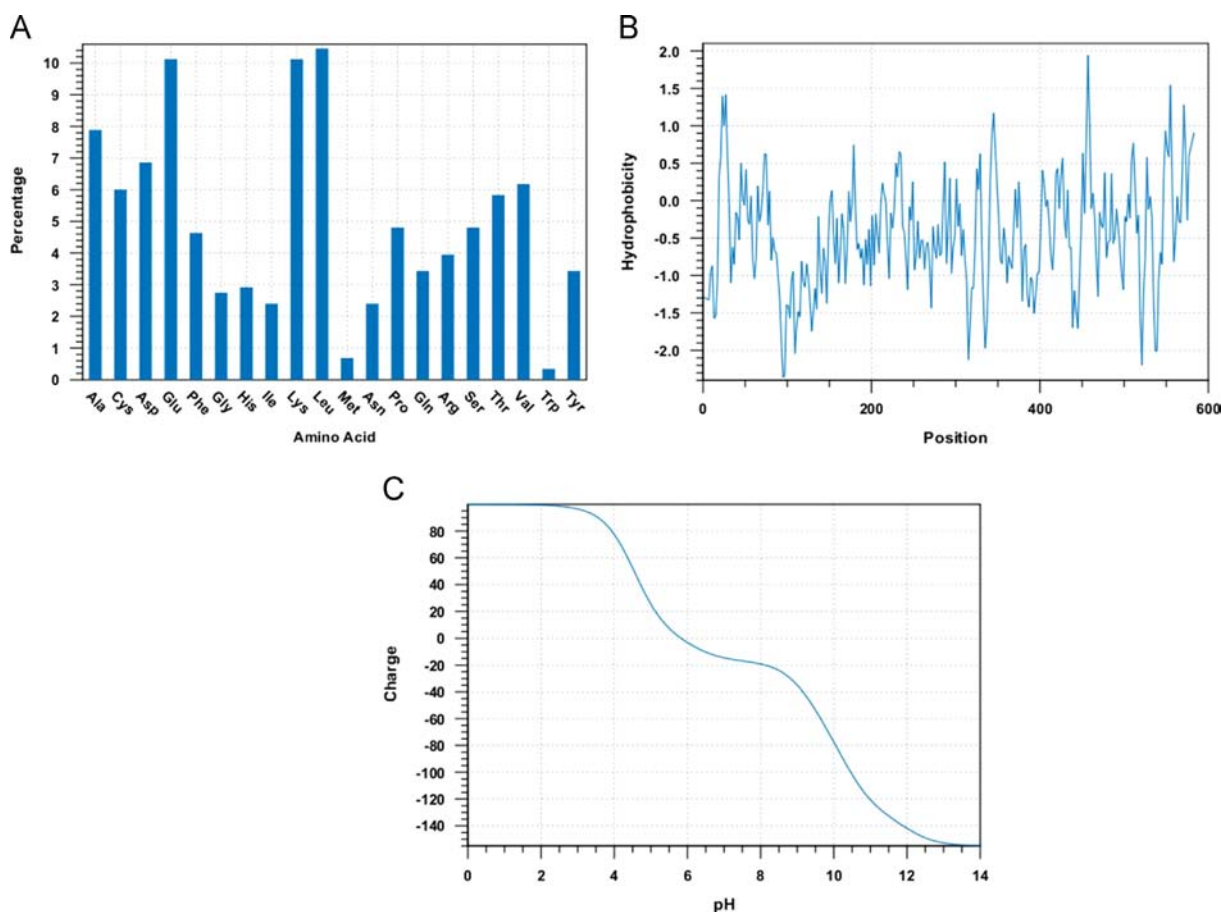 A
Percentage
10
9
8
7
6
5
4
3
2
1
0
Ala Cys Asp Glu Phe Gly His Ile Lys Leu Met Asn Pro Gln Arg Ser Thr Val Trp Tyr
Amino Acid
B
Hydrophobicity
2.0
1.5
1.0
0.5
0.0
-0.5
-1.0
-1.5
-2.0
0 200 400 600
Position
C
Charge
80
60
40
20
0
-20
-40
-60
-80
-100
-120
-140
0 2 4 6 8 10 12 14
pH